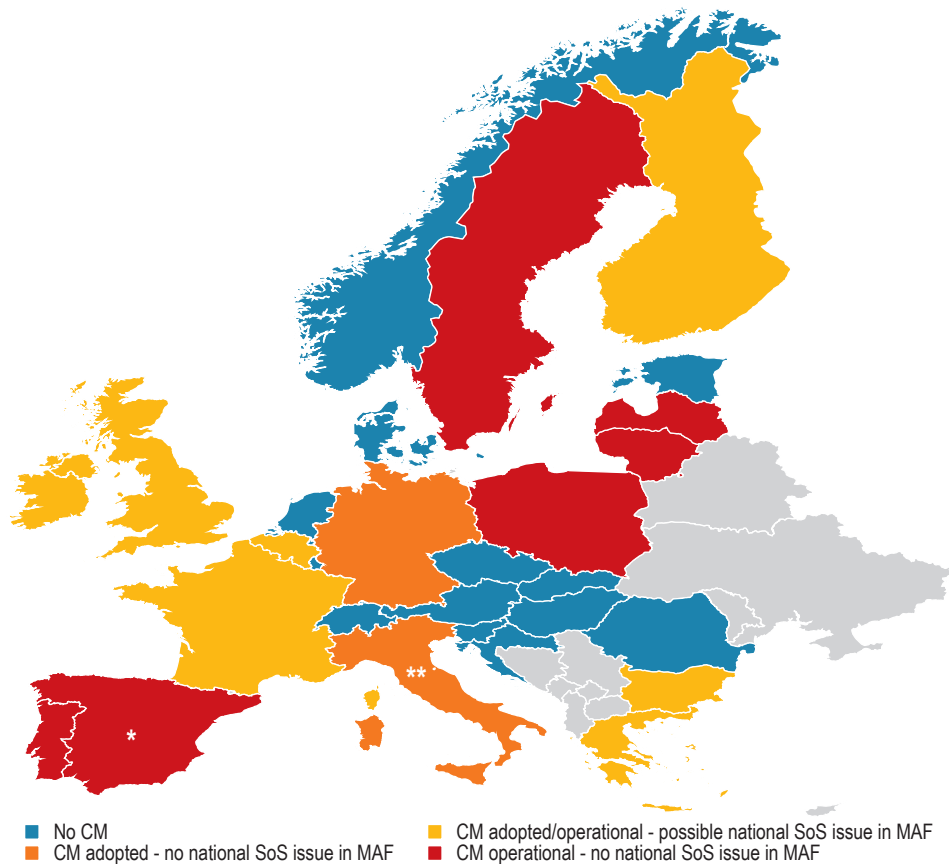 **
*
No CM
CM adopted - no national SoS issue in MAF
CM adopted/operational - possible national SoS issue in MAF
CM operational - no national SoS issue in MAF